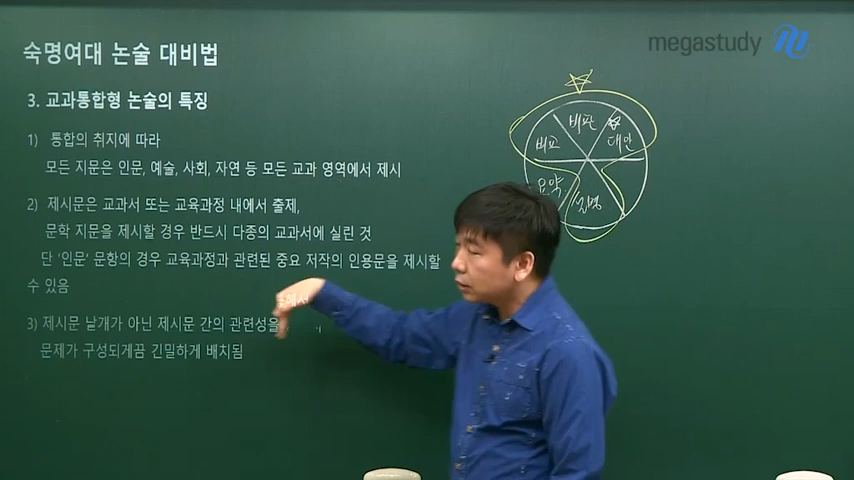 megastudy
숙명여대 논술 대비법
3. 교과통합형 논술의 특징
1) 통합의 취지에 따라
모든 지문은 인문, 예술, 사회, 자연 등 모든 교과 영역에서 제시
2) 제시문은 교과서 또는 교육과정 내에서 출제,
문학 지문을 제시할 경우 반드시 다종의 교과서에 실린 것
단 '인문' 문항의 경우 교육과정과 관련된 중요 저작의 인용문을 제시할
수 있음
3) 제시문 낱개가 아닌 제시문 간의 관련성을
문제가 구성되게끔 긴밀하게 배치됨
비판
비교
대안
요약
설명